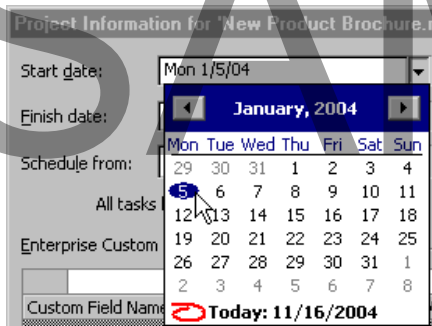 Project Information for 'New Product Brochure.
Start date: Mon 1/5/04
Finish date:
January, 2004
Mon Tue Wed Thu Fri Sat Sun
Schedule from:
29 30 31 1 2 3 4
5 6 7 8 9 10 11
All tasks
12 13 14 15 16 17 18
Enterprise Custom
19 20 21 22 23 24 25
26 27 28 29 30 31 1
2 3 4 5 6 7 8
Custom Field Name
Today: 11/16/2004